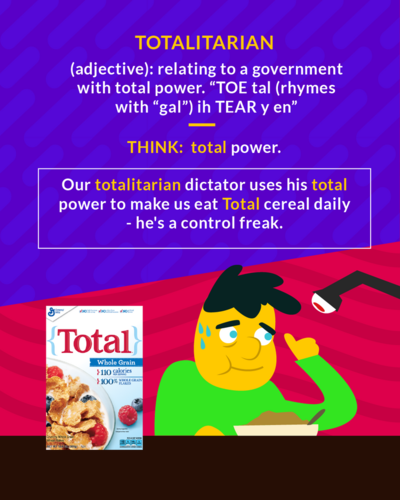 TOTALITARIAN
(adjective): relating to a government
with total power. “TOE tal (rhymes
with “gal”) ih TEAR y en”
THINK: total power.
Our totalitarian dictator uses his total
power to make us eat Total cereal daily
- he's a control freak.
Total
Whole Grain
110 calories
100% WHOLE GRAIN
FLAKES